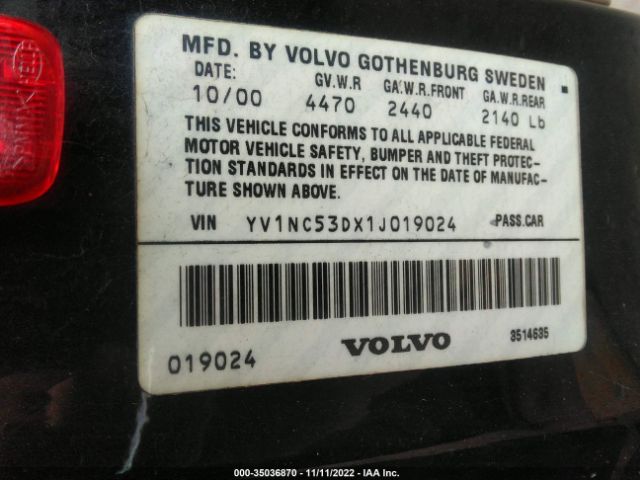 MFD. BY VOLVO GOTHENBURG SWEDEN
DATE: G.V.W.R GA.W.R.FRONT GA.W.R.REAR
10/00 4470 2440 2140 Lb
THIS VEHICLE CONFORMS TO ALL APPLICABLE FEDERAL
MOTOR VEHICLE SAFETY, BUMPER AND THEFT PROTEC-
TION STANDARDS IN EFFECT ON THE DATE OF MANUFAC-
TURE SHOWN ABOVE.
VIN YV1NC53DX1J019024 PASS.CAR
019024 VOLVO 3514635
000-35036870 - 11/11/2022 - IAA Inc.